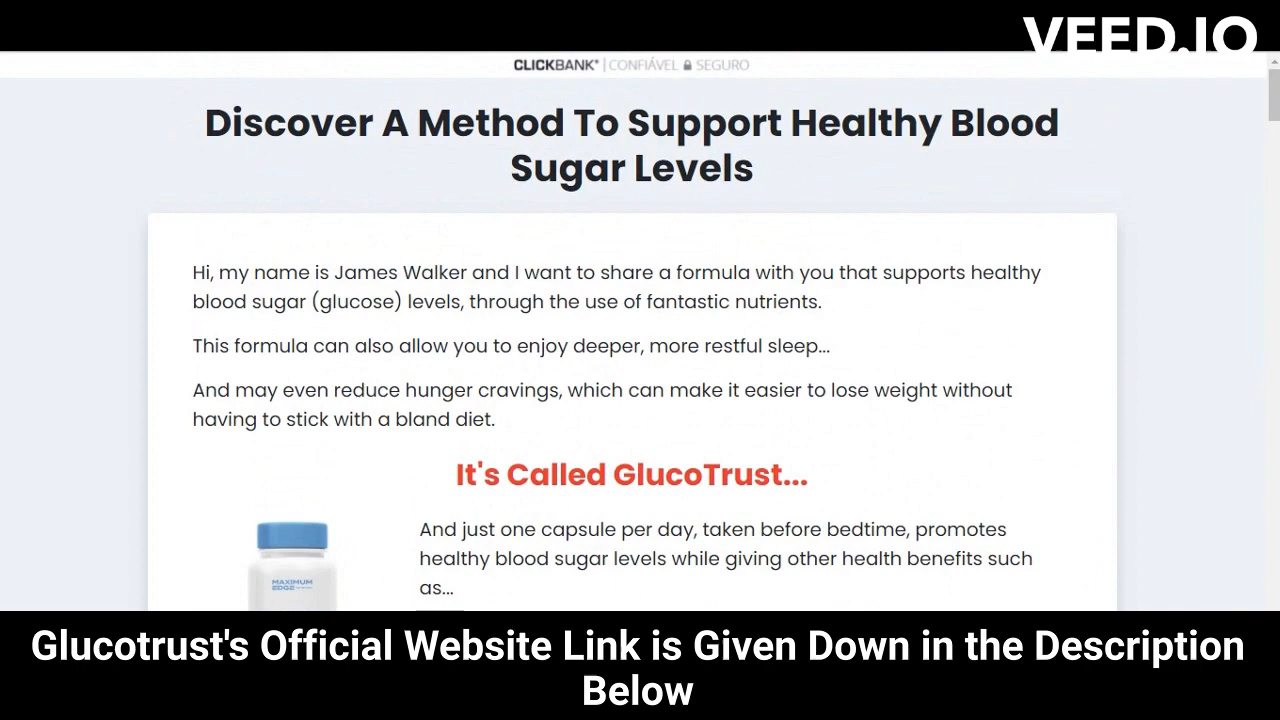 VEED.IO
CLICKBANK® | CONFIÁVEL SEGURO
Discover A Method To Support Healthy Blood
Sugar Levels
Hi, my name is James Walker and I want to share a formula with you that supports healthy
blood sugar (glucose) levels, through the use of fantastic nutrients.
This formula can also allow you to enjoy deeper, more restful sleep...
And may even reduce hunger cravings, which can make it easier to lose weight without
having to stick with a bland diet.
It's Called GlucoTrust...
And just one capsule per day, taken before bedtime, promotes
healthy blood sugar levels while giving other health benefits such
as...
MAXIMUM
EDGE
Glucotrust's Official Website Link is Given Down in the Description
Below